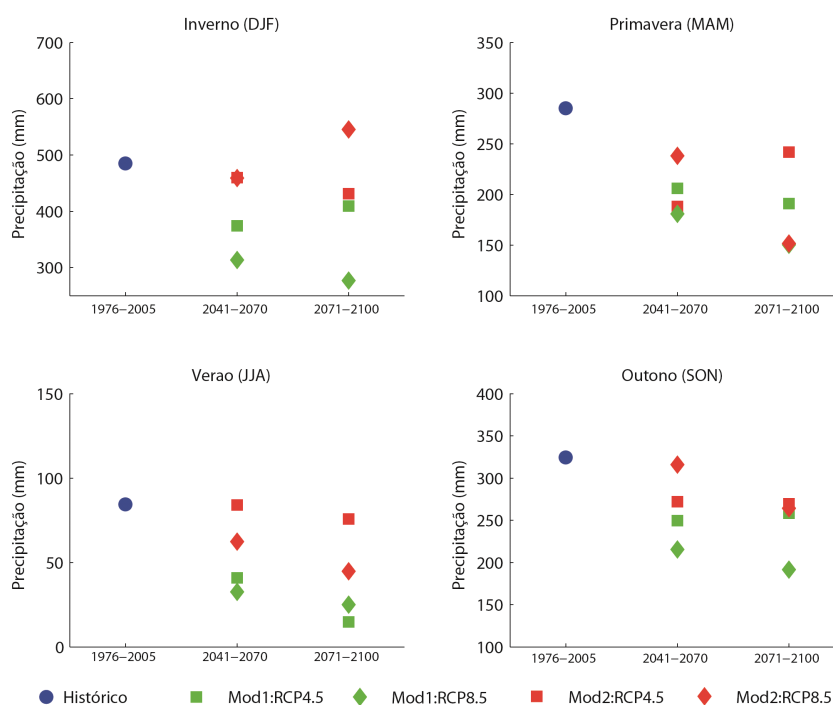 Inverno (DJF)
Precipitação (mm)
700
600
500
400
300
1976–2005
2041–2070
2071–2100
Primavera (MAM)
Precipitação (mm)
350
300
250
200
150
100
1976–2005
2041–2070
2071–2100
Verao (JJA)
Precipitação (mm)
150
100
50
0
1976–2005
2041–2070
2071–2100
Outono (SON)
Precipitação (mm)
400
350
300
250
200
150
100
1976–2005
2041–2070
2071–2100
Histórico
Mod1:RCP4.5
Mod1:RCP8.5
Mod2:RCP4.5
Mod2:RCP8.5